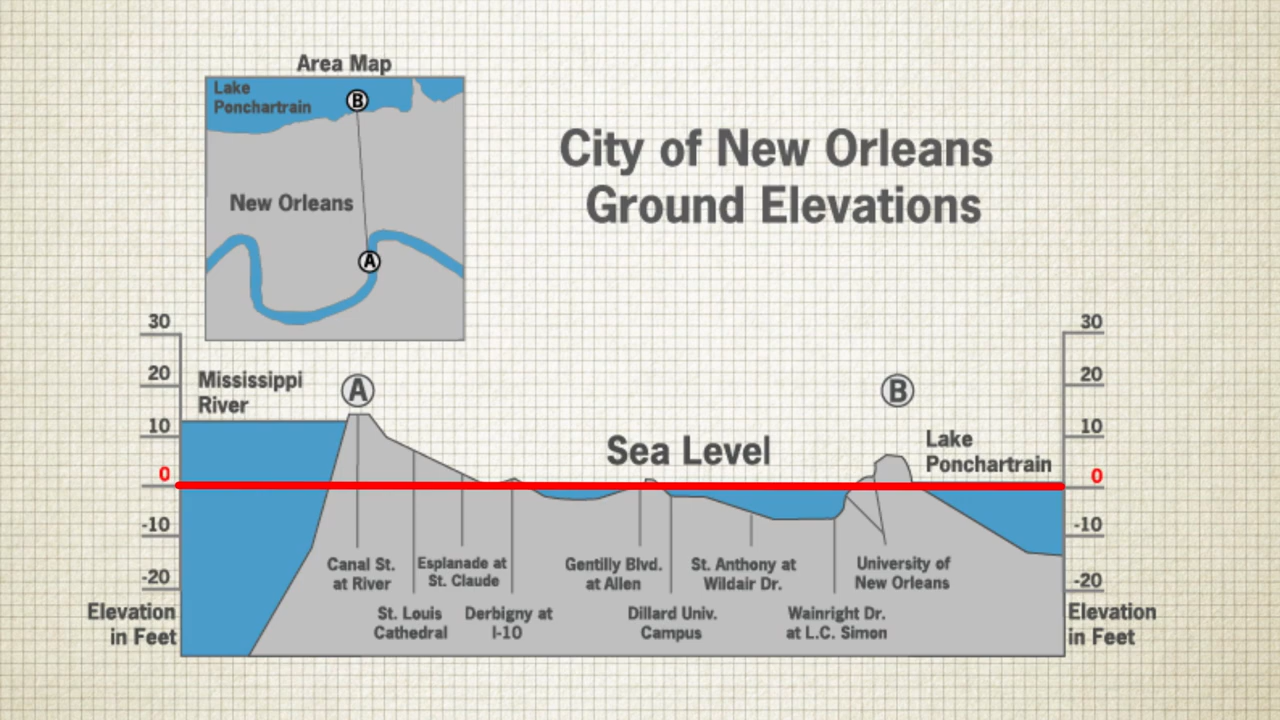 Area Map
Lake
Ponchartrain
B
New Orleans
A
City of New Orleans
Ground Elevations
30
20
10
0
-10
-20
Elevation
in Feet
Mississippi
River
A
Sea Level
B
Lake
Ponchartrain
30
20
10
0
-10
-20
Elevation
in Feet
Canal St.
at River
St. Louis
Cathedral
Esplanade at
St. Claude
Derbigny at
I-10
Gentilly Blvd.
at Allen
Dillard Univ.
Campus
St. Anthony at
Wildair Dr.
Wainright Dr.
at L.C. Simon
University of
New Orleans